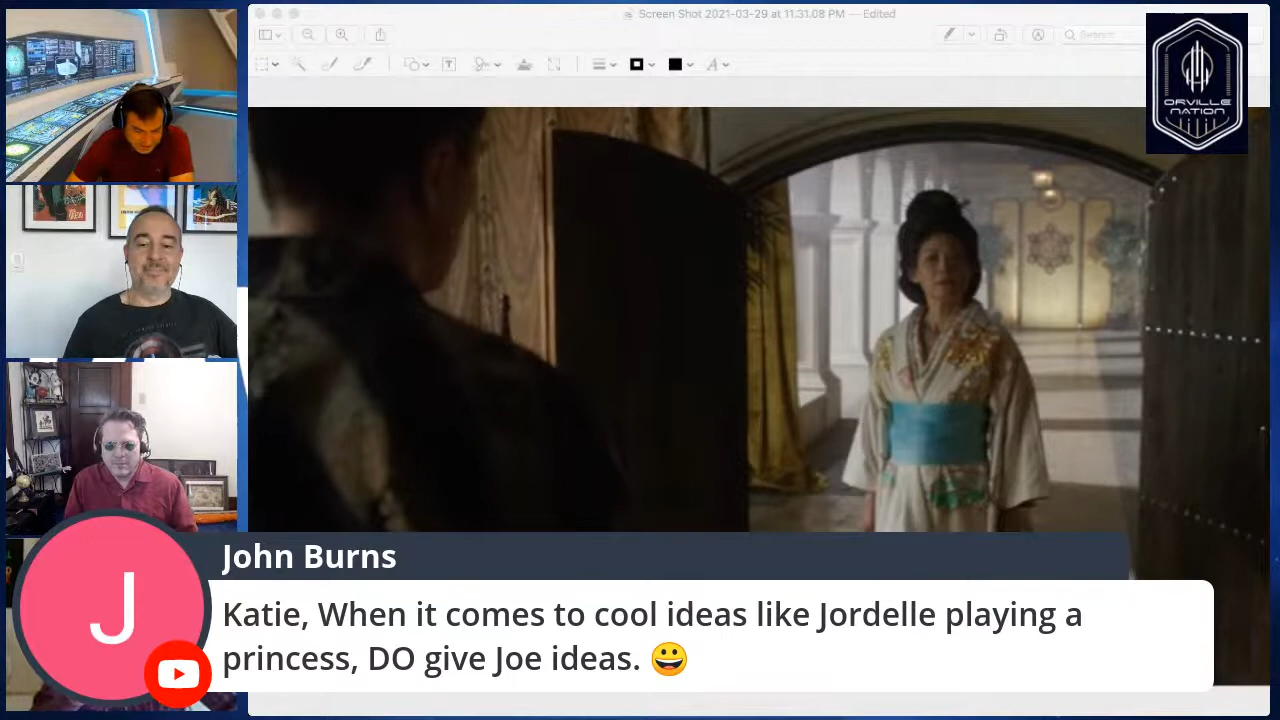 Screen Shot 2021-03-29 at 11.31.08 PM — Edited
Search
ORVILLE
NATION
John Burns
Katie, When it comes to cool ideas like Jordelle playing a
princess, DO give Joe ideas. 😀
J